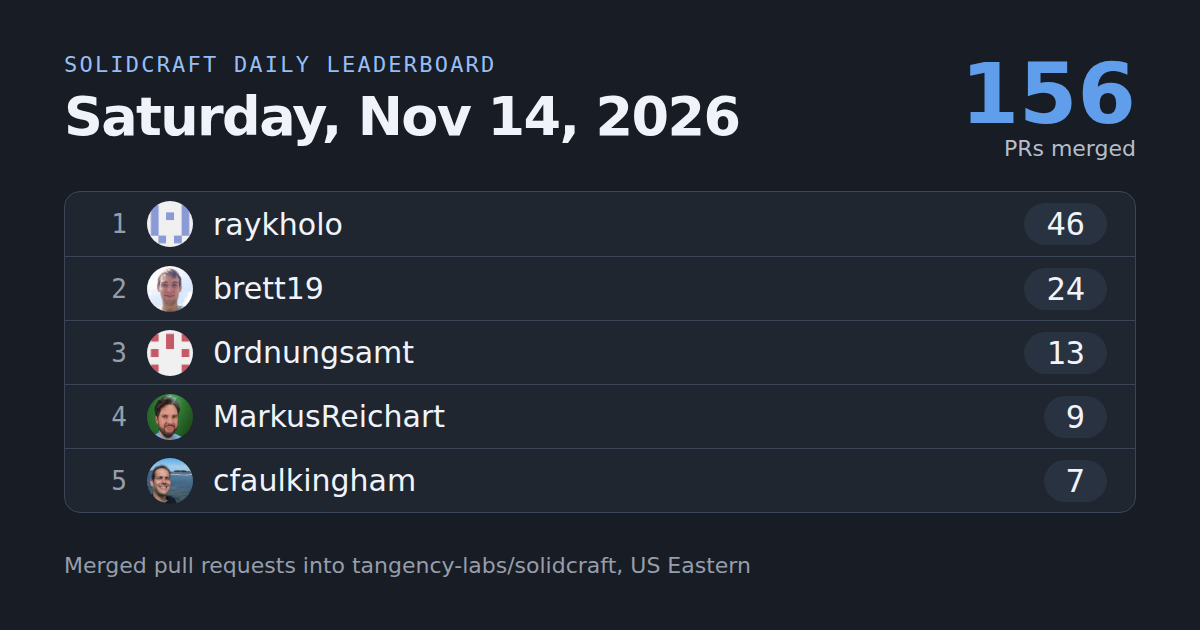 SOLIDCRAFT DAILY LEADERBOARD
Saturday, Nov 14, 2026
156
PRs merged
1 raykholo 46
2 brett19 24
3 0rdnungsamt 13
4 MarkusReichart 9
5 cfaulkingham 7
Merged pull requests into tangency-labs/solidcraft, US Eastern